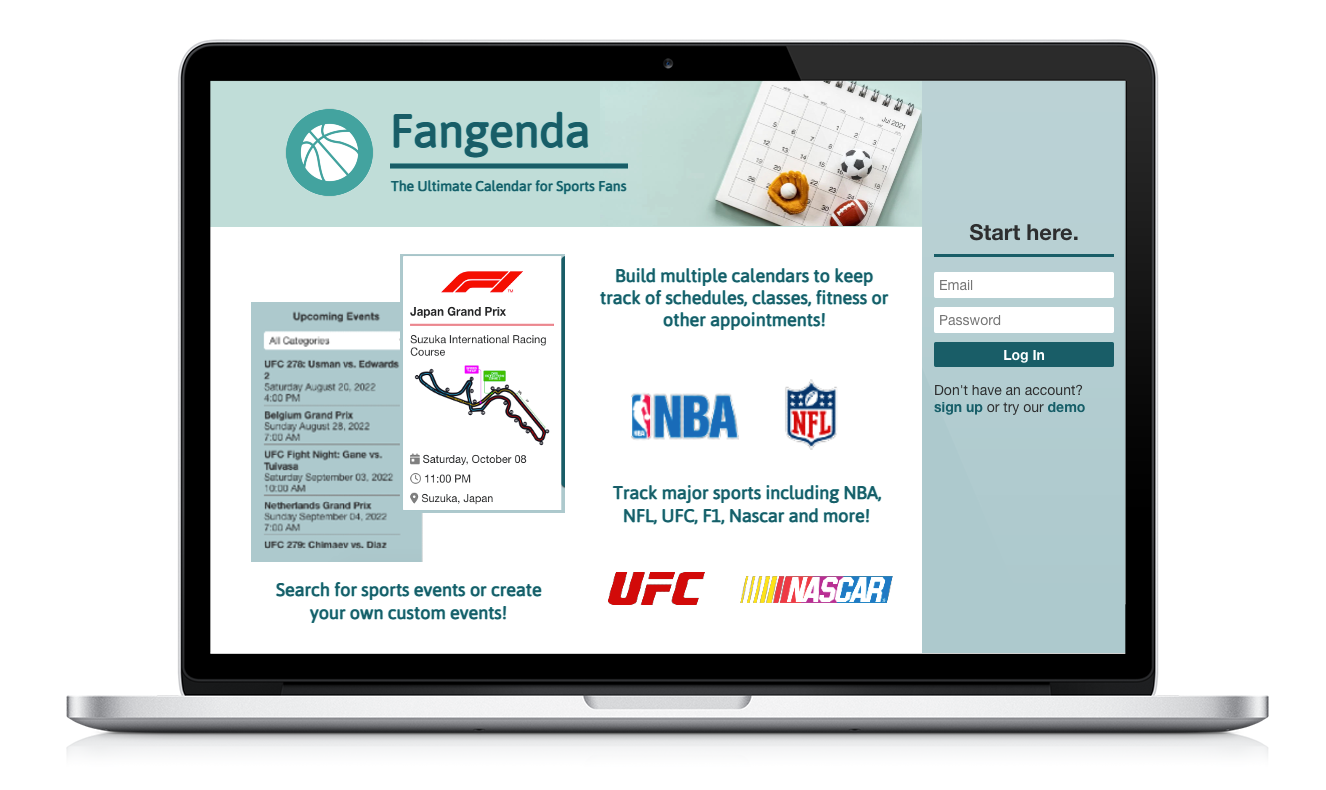 Fangenda
The Ultimate Calendar for Sports Fans
Jul 2021
Start here.
Email
Password
Log In
Don't have an account?
sign up or try our demo
Upcoming Events
All Categories
UFC 278: Usman vs. Edwards
2
Saturday August 20, 2022
4:00 PM
Belgium Grand Prix
Sunday August 28, 2022
7:00 AM
UFC Fight Night: Gane vs.
Tuivasa
Saturday September 03, 2022
10:00 AM
Netherlands Grand Prix
Sunday September 04, 2022
7:00 AM
UFC 279: Chimaev vs. Diaz
F1
Japan Grand Prix
Suzuka International Racing
Course
Saturday, October 08
11:00 PM
Suzuka, Japan
Search for sports events or create
your own custom events!
Build multiple calendars to keep
track of schedules, classes, fitness or
other appointments!
NBA
NFL
Track major sports including NBA,
NFL, UFC, F1, Nascar and more!
UFC
NASCAR